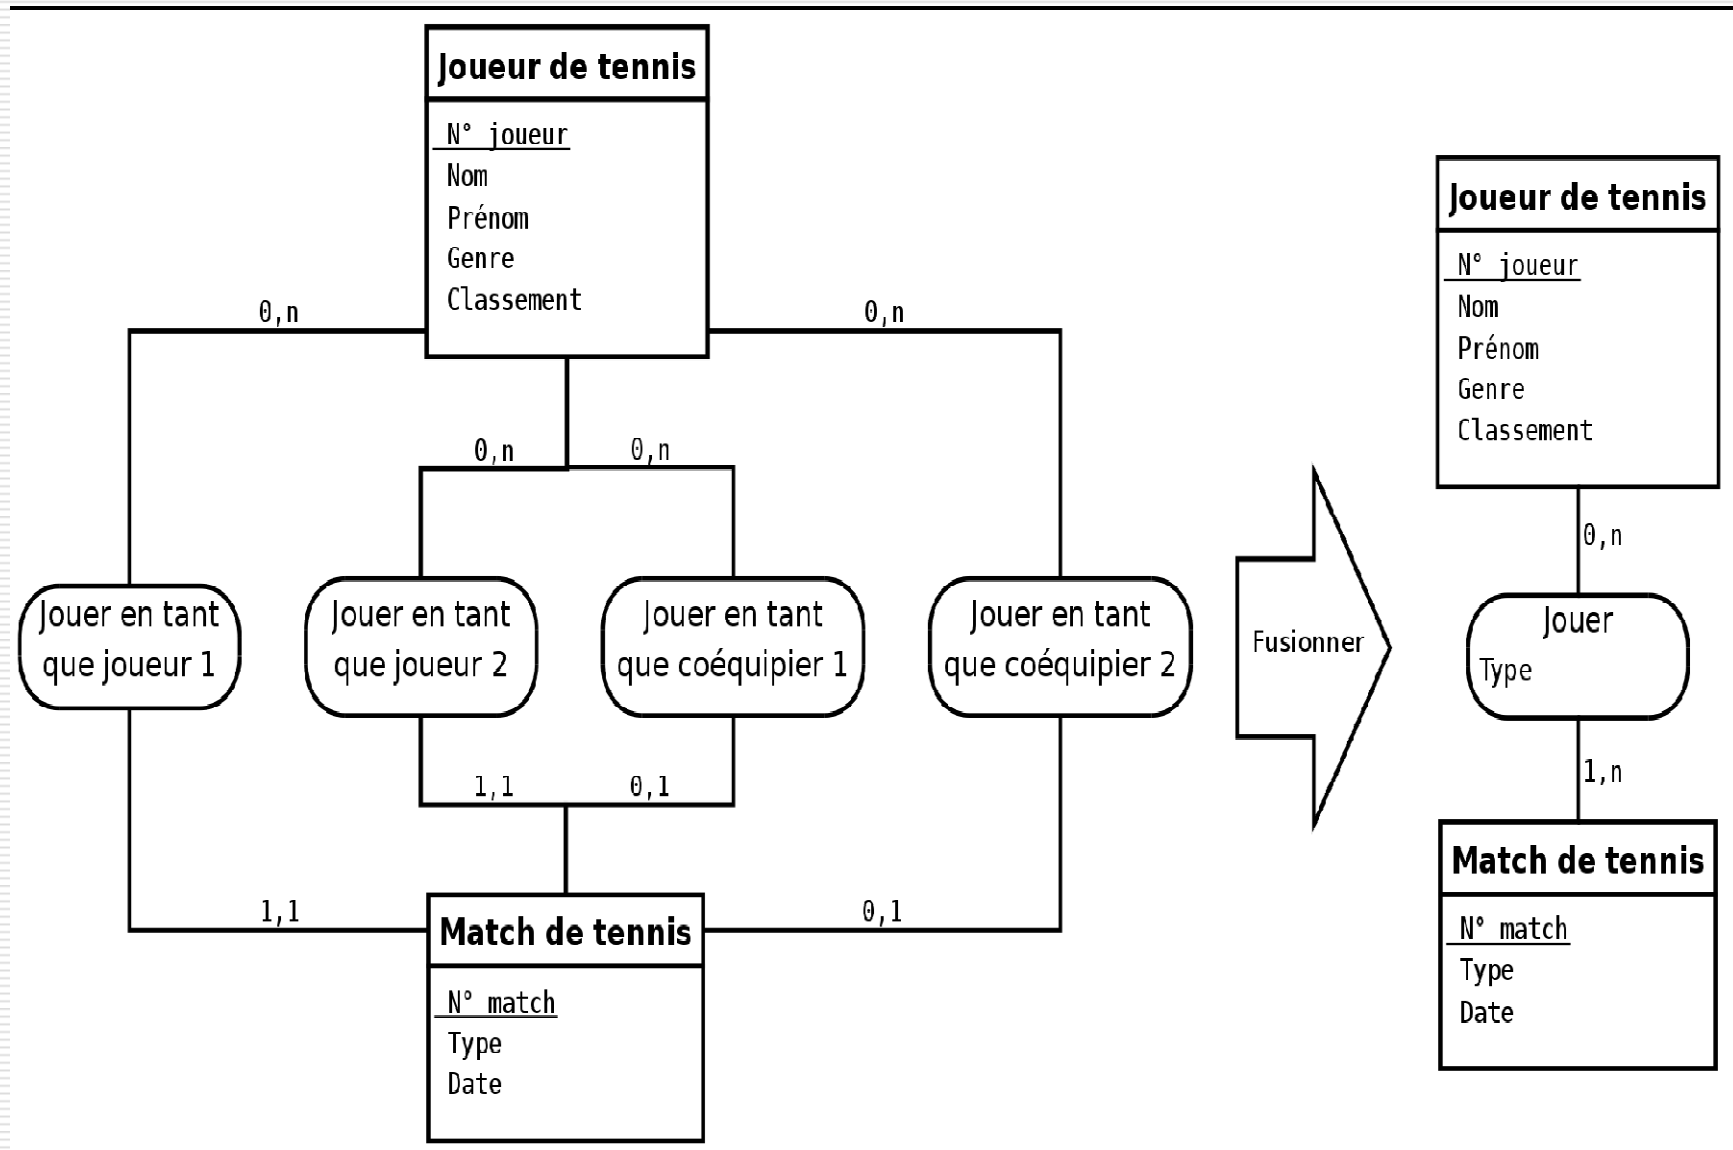 Joueur de tennis
N° joueur
Nom
Prénom
Genre
Classement
0,n
0,n
0,n
0,n
Jouer en tant
que joueur 1
Jouer en tant
que joueur 2
Jouer en tant
que coéquipier 1
Jouer en tant
que coéquipier 2
1,1
0,1
1,1
0,1
Match de tennis
N° match
Type
Date
Fusionner
Joueur de tennis
N° joueur
Nom
Prénom
Genre
Classement
0,n
Jouer
Type
1,n
Match de tennis
N° match
Type
Date